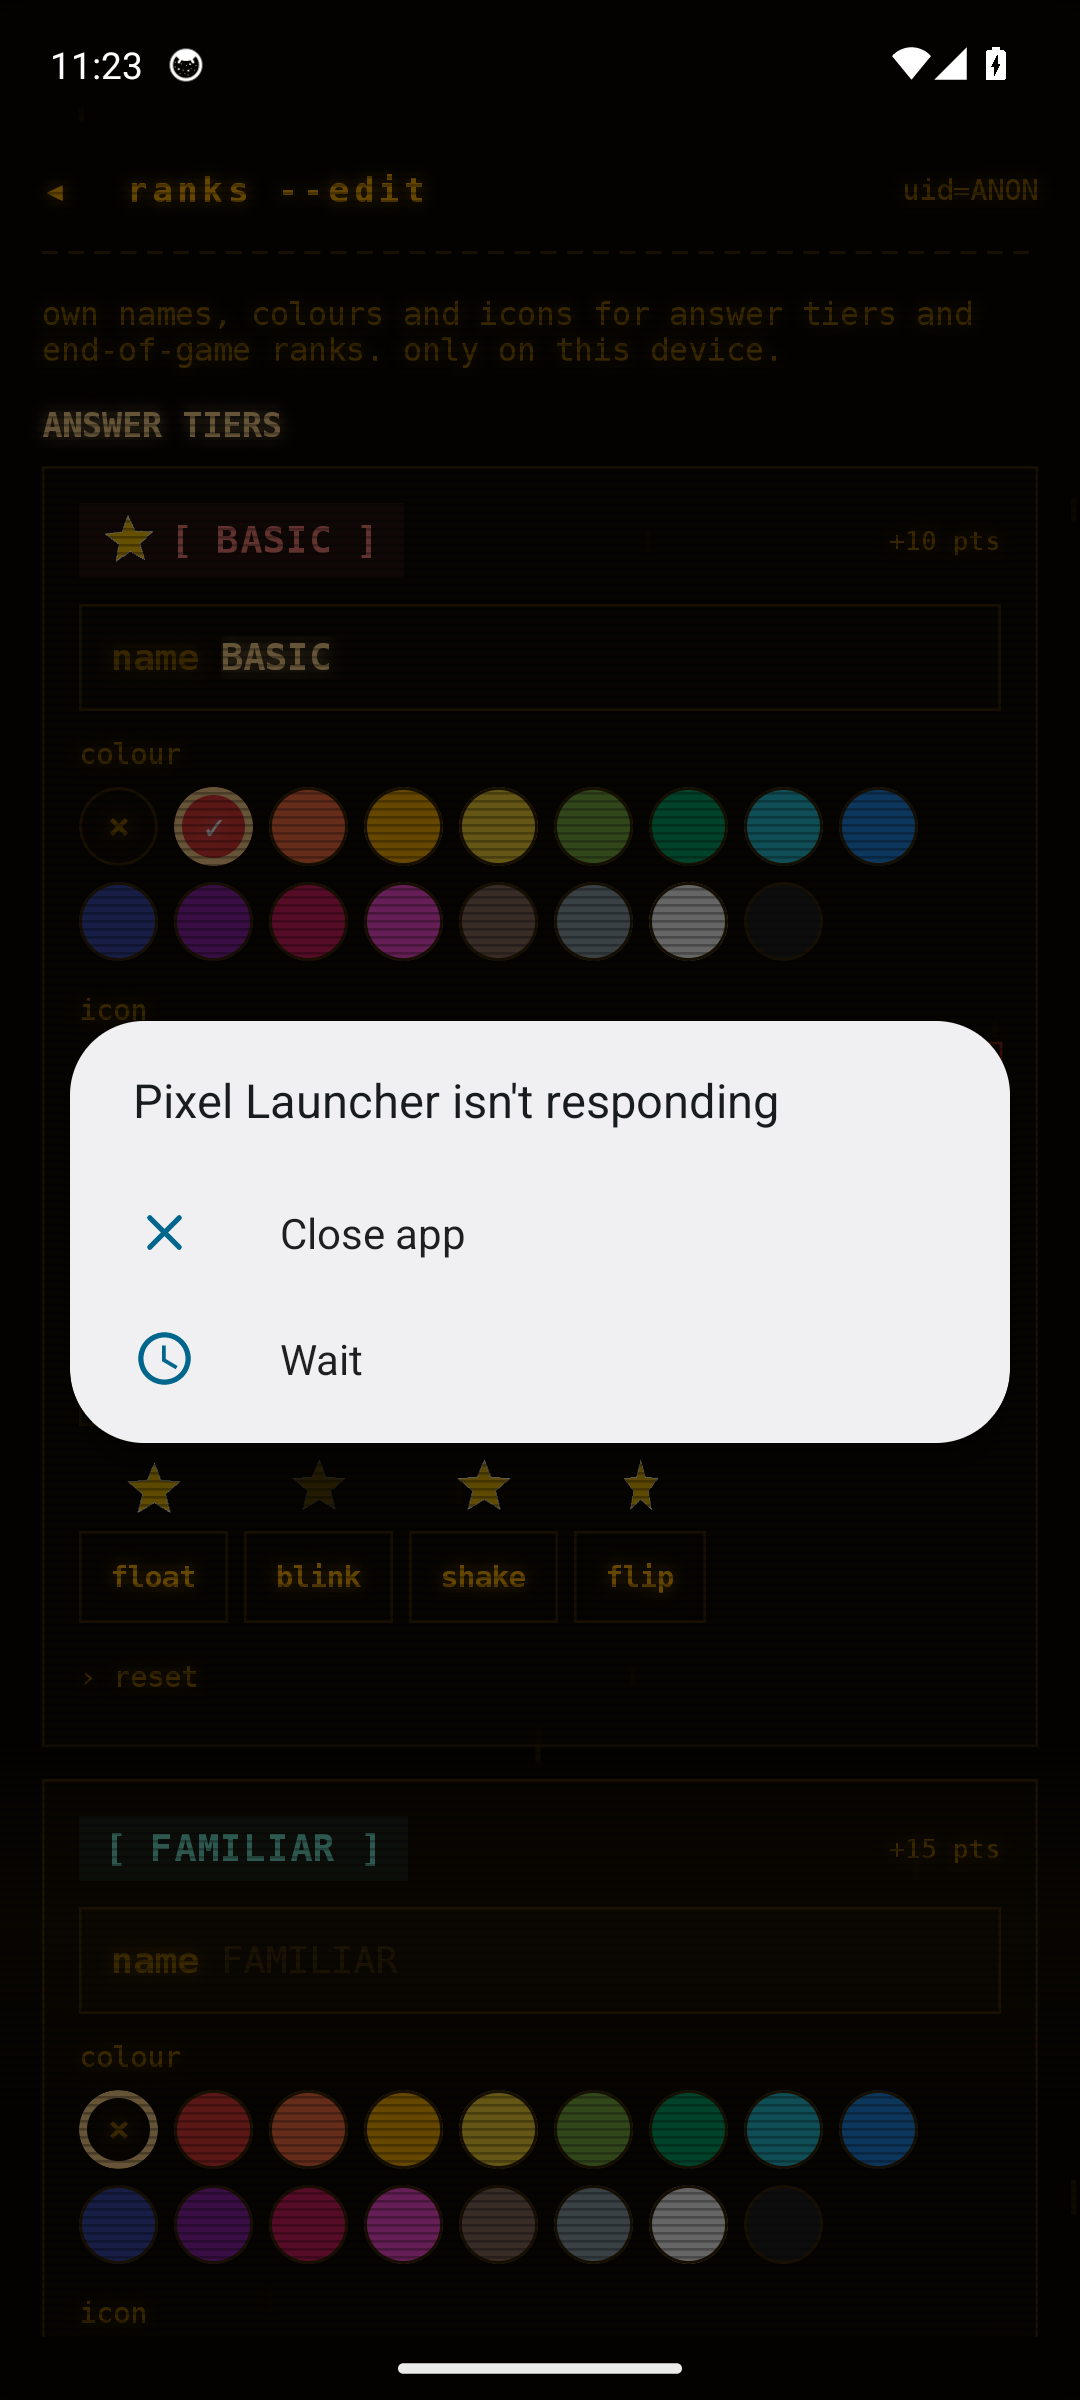 11:23
◂ ranks --edit
uid=ANON
own names, colours and icons for answer tiers and
end-of-game ranks. only on this device.
ANSWER TIERS
[ BASIC ]
+10 pts
name BASIC
colour
icon
Pixel Launcher isn't responding
Close app
Wait
float blink shake flip
› reset
[ FAMILIAR ]
+15 pts
name FAMILIAR
colour
icon